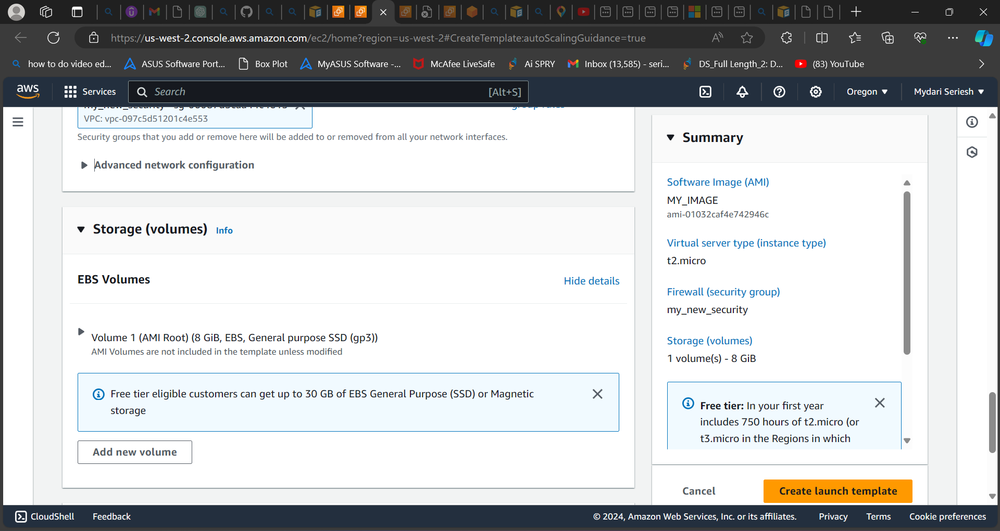 https://us-west-2.console.aws.amazon.com/ec2/home?region=us-west-2#CreateTemplate:autoScalingGuidance=true
how to do video ed... ASUS Software Port... Box Plot MyASUS Software -... McAfee LiveSafe Ai SPRY Inbox (13,585) - seri... DS_Full Length_2: D... (83) YouTube
aws Services Search [Alt+S] Oregon Mydari Seriesh
VPC: vpc-097c5d51201c4e553
Security groups that you add or remove here will be added to or removed from all your network interfaces.
Advanced network configuration
Storage (volumes) Info
EBS Volumes
Hide details
Volume 1 (AMI Root) (8 GiB, EBS, General purpose SSD (gp3))
AMI Volumes are not included in the template unless modified
Free tier eligible customers can get up to 30 GB of EBS General Purpose (SSD) or Magnetic
storage
Add new volume
Summary
Software Image (AMI)
MY_IMAGE
ami-01032caf4e742946c
Virtual server type (instance type)
t2.micro
Firewall (security group)
my_new_security
Storage (volumes)
1 volume(s) - 8 GiB
Free tier: In your first year
includes 750 hours of t2.micro (or
t3.micro in the Regions in which
Cancel
Create launch template
CloudShell Feedback © 2024, Amazon Web Services, Inc. or its affiliates. Privacy Terms Cookie preferences